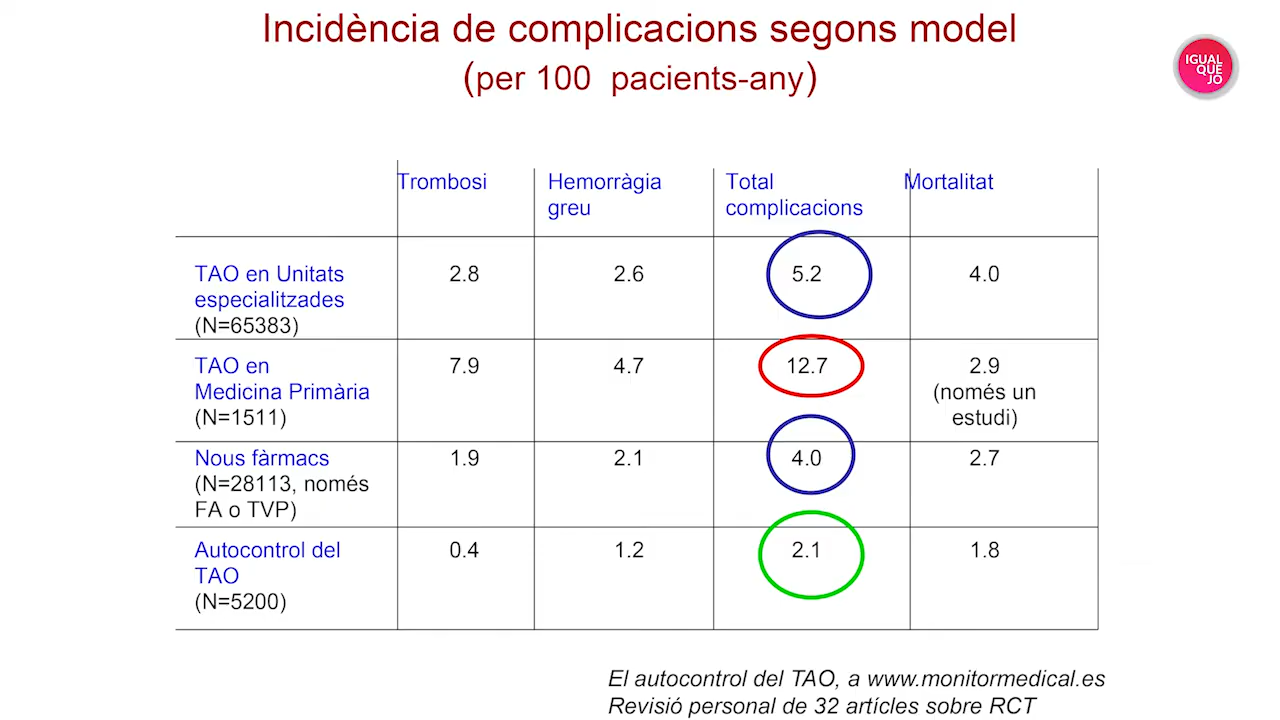 Incidència de complicacions segons model
(per 100 pacients-any)
IGUAL
QUE
JO
Trombosi
Hemorràgia
greu
Total
complicacions
Mortalitat
TAO en Unitats
especialitzades
(N=65383)
2.8
2.6
5.2
4.0
TAO en
Medicina Primària
(N=1511)
7.9
4.7
12.7
2.9
(només un
estudi)
Nous fàrmacs
(N=28113, només
FA o TVP)
1.9
2.1
4.0
2.7
Autocontrol del
TAO
(N=5200)
0.4
1.2
2.1
1.8
El autocontrol del TAO, a www.monitormedical.es
Revisió personal de 32 artícles sobre RCT